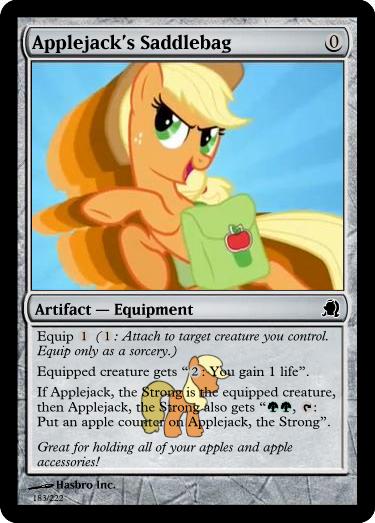 Applejack's Saddlebag 0
Artifact — Equipment
Equip 1 (1: Attach to target creature you control.
Equip only as a sorcery.)
Equipped creature gets "2: You gain 1 life".
If Applejack, the Strong is the equipped creature,
then Applejack, the Strong also gets ", :
Put an apple counter on Applejack, the Strong".
Great for holding all of your apples and apple
accessories!
Hasbro Inc.
183/222